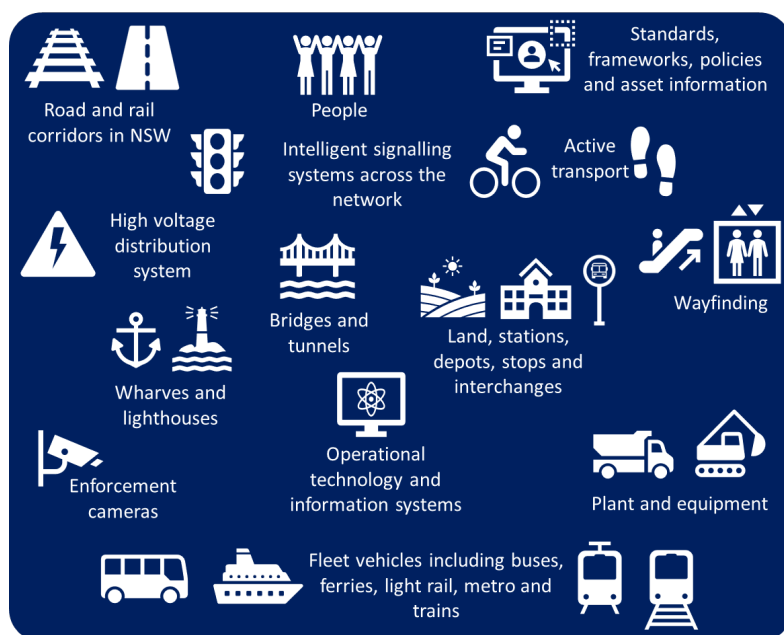 Road and rail
corridors in NSW
People
Standards,
frameworks, policies
and asset information
Intelligent signalling
systems across the
network
Active
transport
High voltage
distribution
system
Bridges and
tunnels
Land, stations,
depots, stops and
interchanges
Wayfinding
Wharves and
lighthouses
Operational
technology and
information systems
Enforcement
cameras
Plant and equipment
Fleet vehicles including buses,
ferries, light rail, metro and
trains